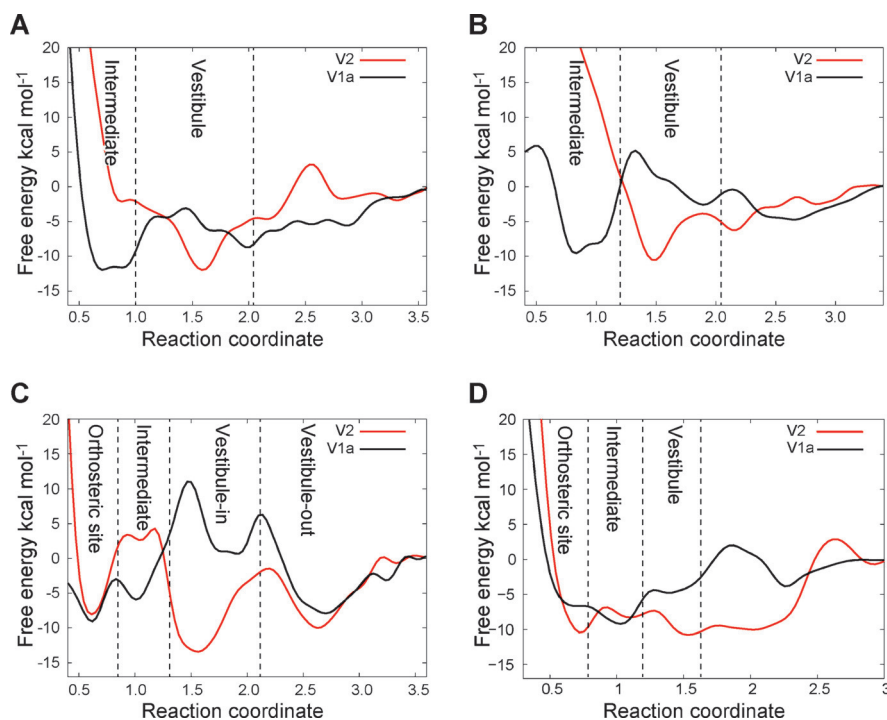 A
Free energy kcal mol-1
20
15
10
5
0
-5
-10
-15
Intermediate
Vestibule
V2
V1a
0.5
1.0
1.5
2.0
2.5
3.0
3.5
Reaction coordinate
B
Free energy kcal mol-1
20
15
10
5
0
-5
-10
-15
Intermediate
Vestibule
V2
V1a
0.5
1.0
1.5
2.0
2.5
3.0
Reaction coordinate
C
Free energy kcal mol-1
20
15
10
5
0
-5
-10
-15
Orthosteric site
Intermediate
Vestibule-in
Vestibule-out
V2
V1a
0.5
1.0
1.5
2.0
2.5
3.0
3.5
Reaction coordinate
D
Free energy kcal mol-1
20
15
10
5
0
-5
-10
-15
Orthosteric site
Intermediate
Vestibule
V2
V1a
0.5
1
1.5
2
2.5
3
Reaction coordinate